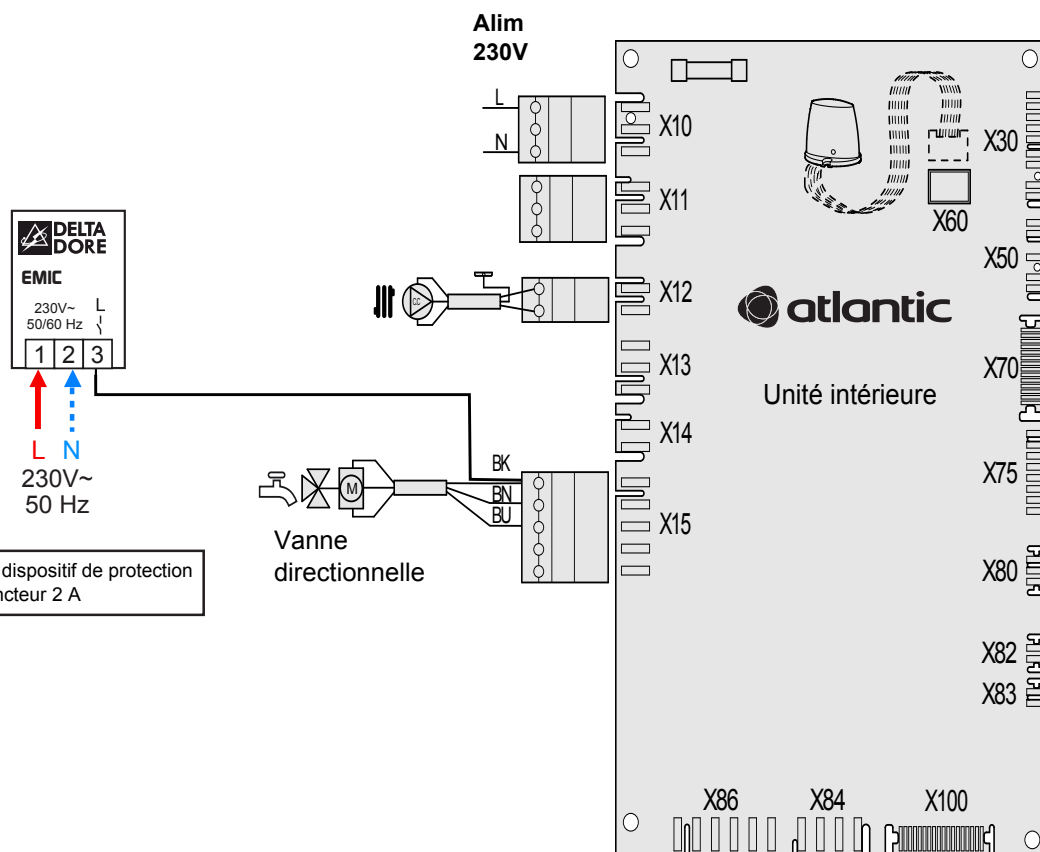 Alim
230V
L
N
X10
X11
X12
X13
X14
X15
X30
X60
X50
X70
X75
X80
X82
X83
X86
X84
X100
atlantic
Unité intérieure
DELTA
DORE
EMIC
230V~
50/60 Hz
L
1 2 3
L N
230V~
50 Hz
C.C
M
BK
BN
BU
Vanne
directionnelle
dispositif de protection
2 A